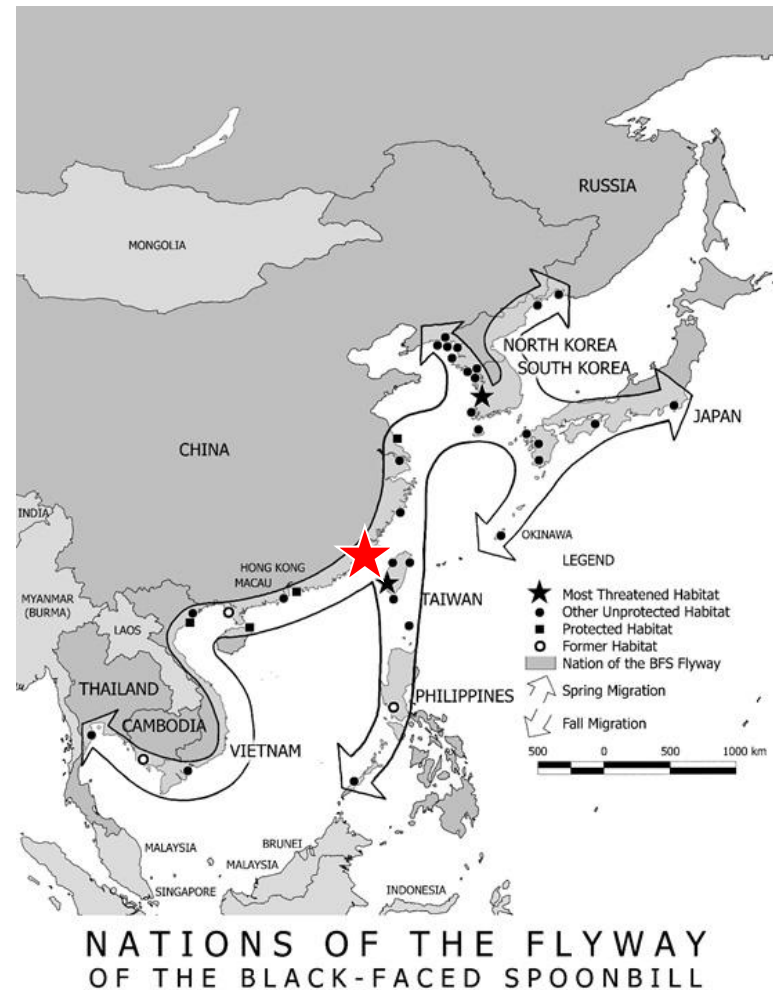 RUSSIA
MONGOLIA
NORTH KOREA
SOUTH KOREA
JAPAN
CHINA
INDIA
OKINAWA
HONG KONG
MACAU
TAIWAN
MYANMAR
(BURMA)
LAOS
THAILAND
CAMBODIA
VIETNAM
PHILIPPINES
MALAYSIA
BRUNEI
MALAYSIA
SINGAPORE
INDONESIA
LEGEND
Most Threatened Habitat
Other Unprotected Habitat
Protected Habitat
Former Habitat
Nation of the BFS Flyway
Spring Migration
Fall Migration
500 0 500 1000 km
NATIONS OF THE FLYWAY
OF THE BLACK-FACED SPOONBILL